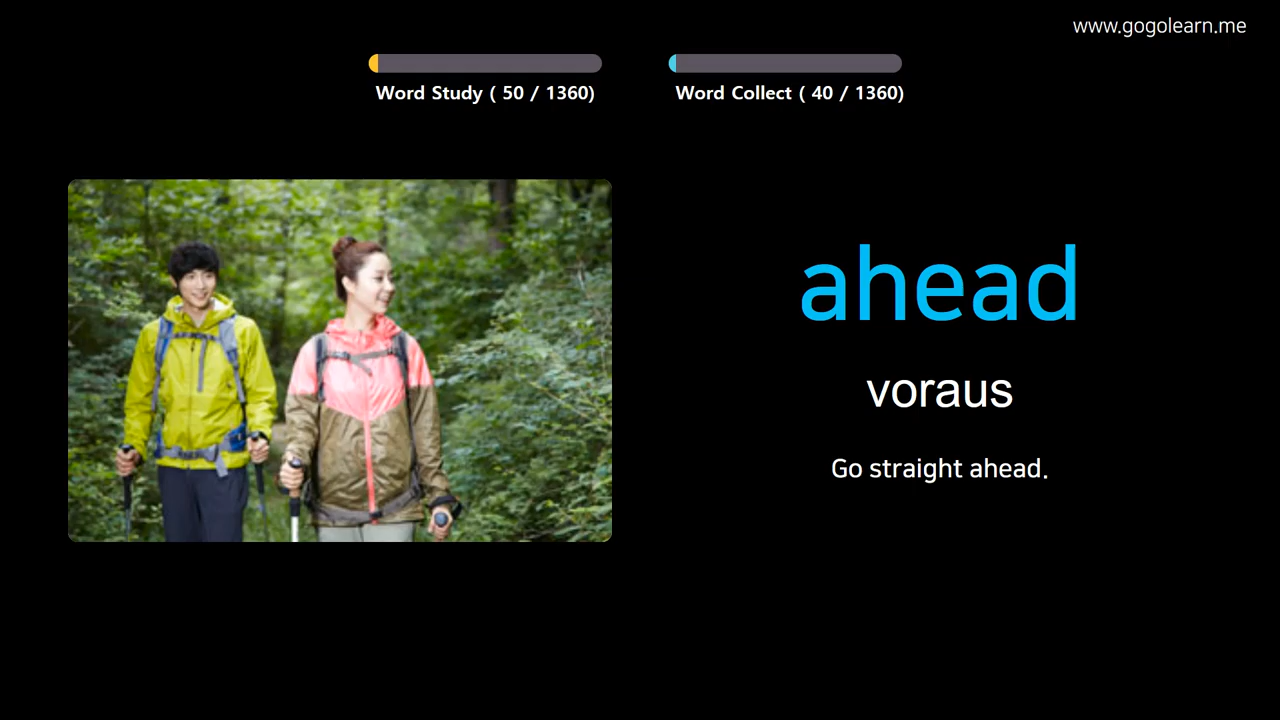 www.gogolearn.me
Word Study ( 50 / 1360)
Word Collect ( 40 / 1360)
ahead
voraus
Go straight ahead.